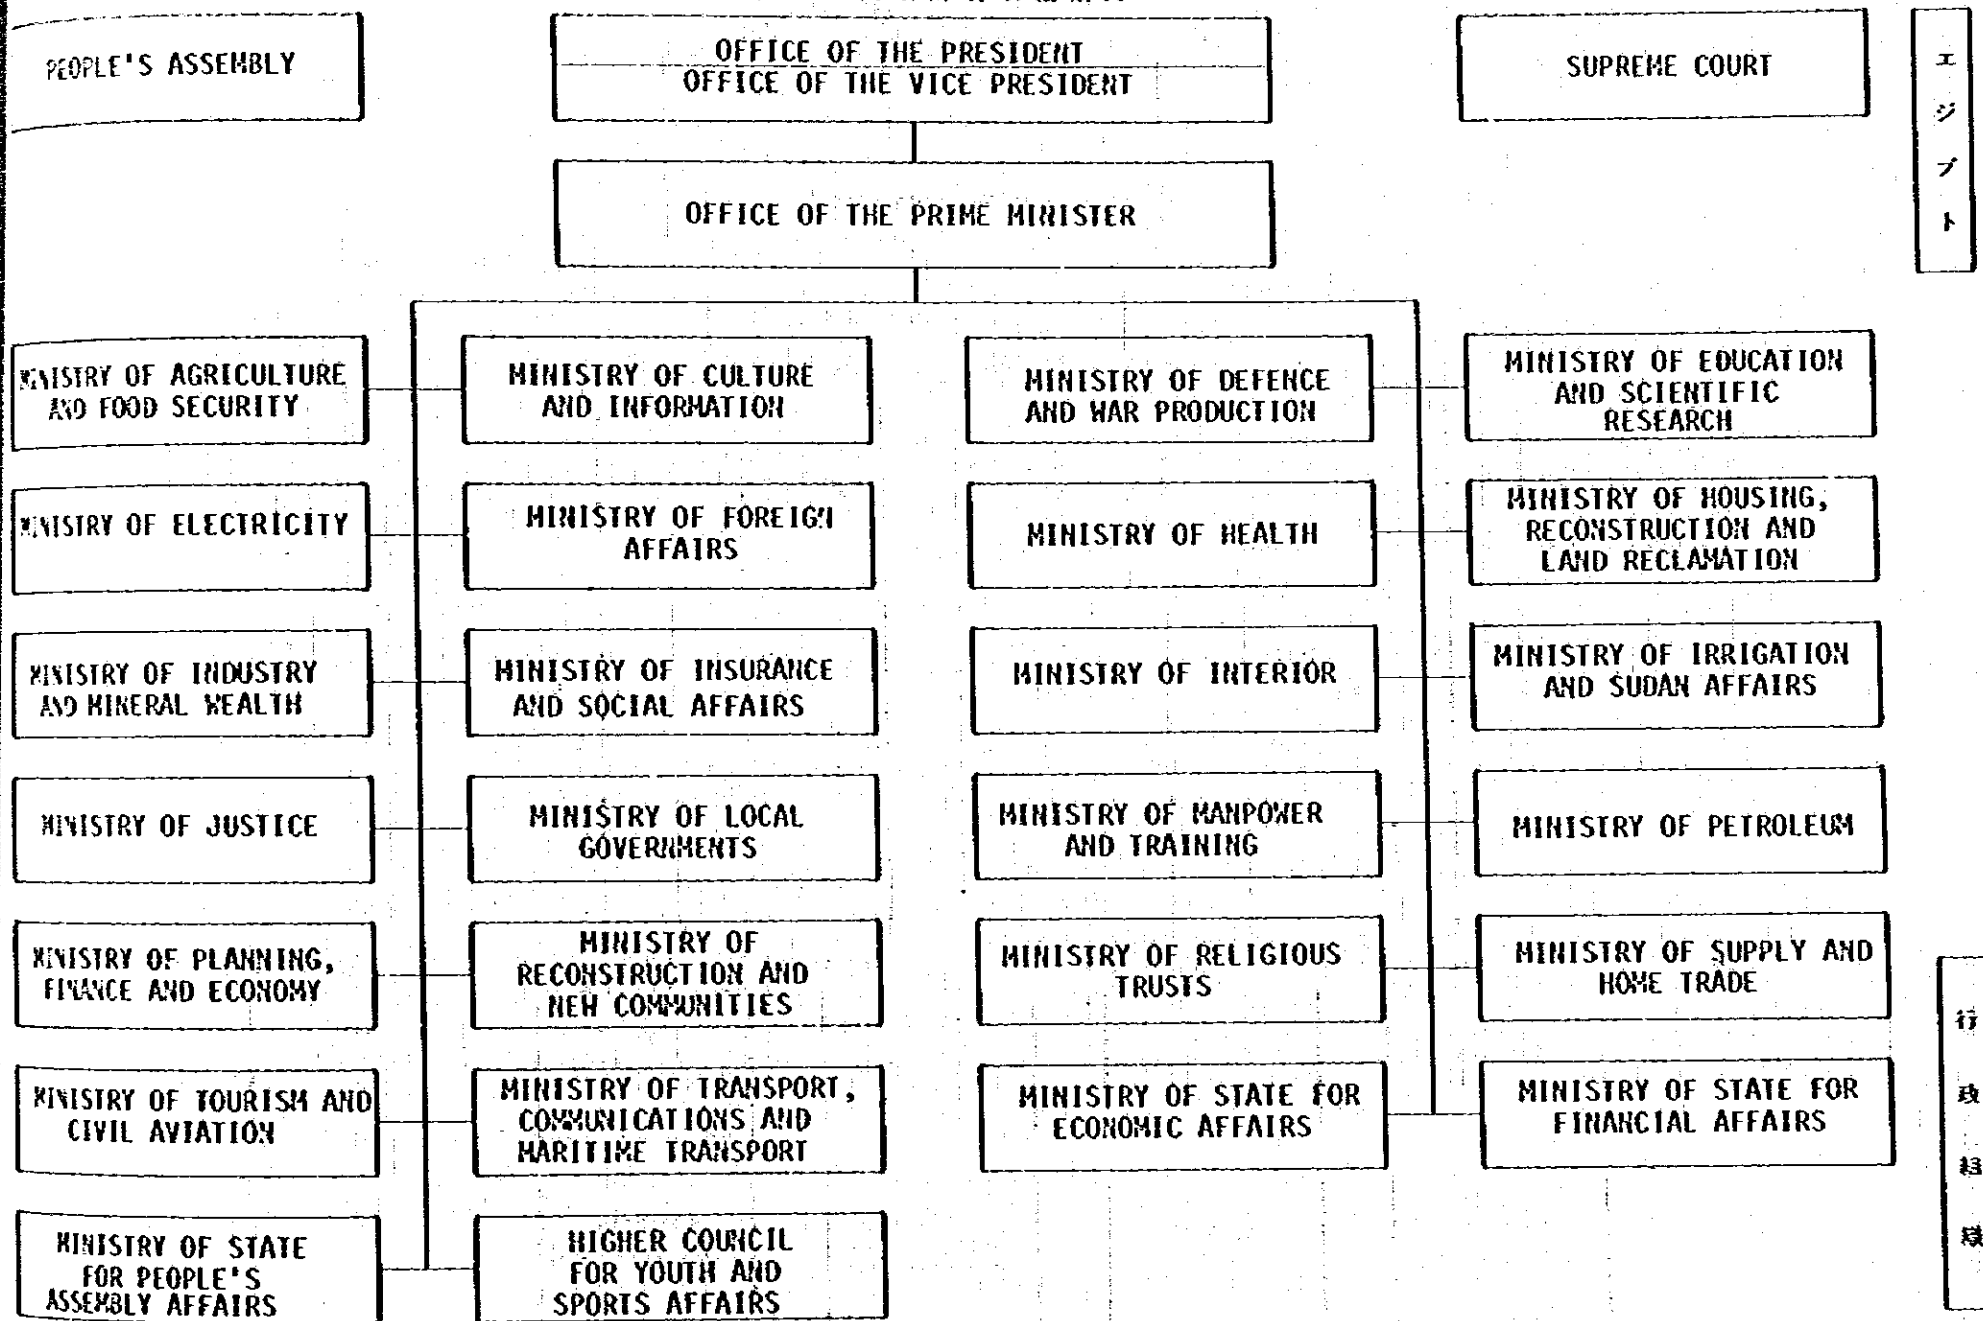 PEOPLE'S ASSEMBLY
OFFICE OF THE PRESIDENT
OFFICE OF THE VICE PRESIDENT
SUPREME COURT
エジプト
OFFICE OF THE PRIME MINISTER
MINISTRY OF AGRICULTURE
AND FOOD SECURITY
MINISTRY OF CULTURE
AND INFORMATION
MINISTRY OF DEFENCE
AND WAR PRODUCTION
MINISTRY OF EDUCATION
AND SCIENTIFIC
RESEARCH
MINISTRY OF ELECTRICITY
MINISTRY OF FOREIGN
AFFAIRS
MINISTRY OF HEALTH
MINISTRY OF HOUSING,
RECONSTRUCTION AND
LAND RECLAMATION
MINISTRY OF INDUSTRY
AND MINERAL WEALTH
MINISTRY OF INSURANCE
AND SOCIAL AFFAIRS
MINISTRY OF INTERIOR
MINISTRY OF IRRIGATION
AND SUDAN AFFAIRS
MINISTRY OF JUSTICE
MINISTRY OF LOCAL
GOVERNMENTS
MINISTRY OF MANPOWER
AND TRAINING
MINISTRY OF PETROLEUM
MINISTRY OF PLANNING,
FINANCE AND ECONOMY
MINISTRY OF
RECONSTRUCTION AND
NEW COMMUNITIES
MINISTRY OF RELIGIOUS
TRUSTS
MINISTRY OF SUPPLY AND
HOME TRADE
MINISTRY OF TOURISM AND
CIVIL AVIATION
MINISTRY OF TRANSPORT,
COMMUNICATIONS AND
MARITIME TRANSPORT
MINISTRY OF STATE FOR
ECONOMIC AFFAIRS
MINISTRY OF STATE FOR
FINANCIAL AFFAIRS
MINISTRY OF STATE
FOR PEOPLE'S
ASSEMBLY AFFAIRS
HIGHER COUNCIL
FOR YOUTH AND
SPORTS AFFAIRS
行政組織